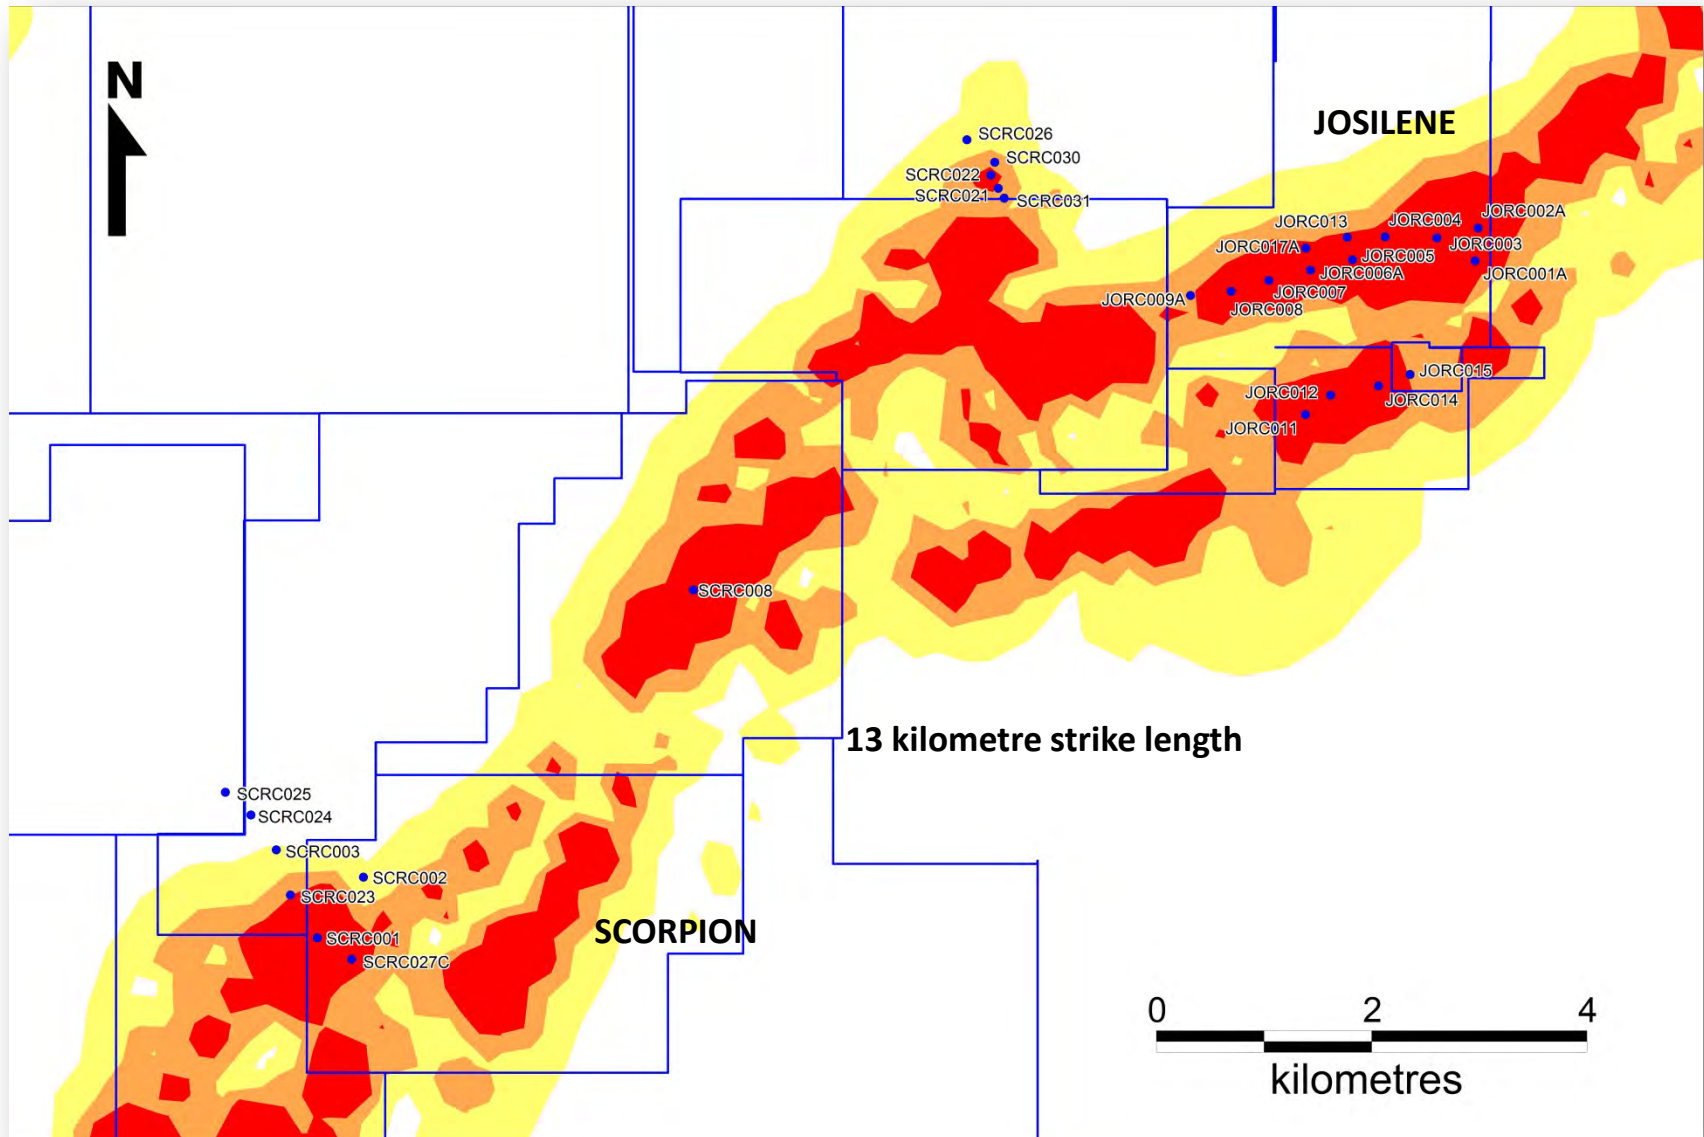 N
JOSILENE
SCRC026
SCRC030
SCRC022
SCRC021
SCRC031
JORC013
JORC004
JORC002A
JORC017A
JORC005
JORC003
JORC006A
JORC001A
JORC009A
JORC007
JORC008
JORC015
JORC012
JORC014
JORC011
SCRC008
13 kilometre strike length
SCRC025
SCRC024
SCRC003
SCRC002
SCRC023
SCORPION
SCRC001
SCRC027C
0 2 4
kilometres